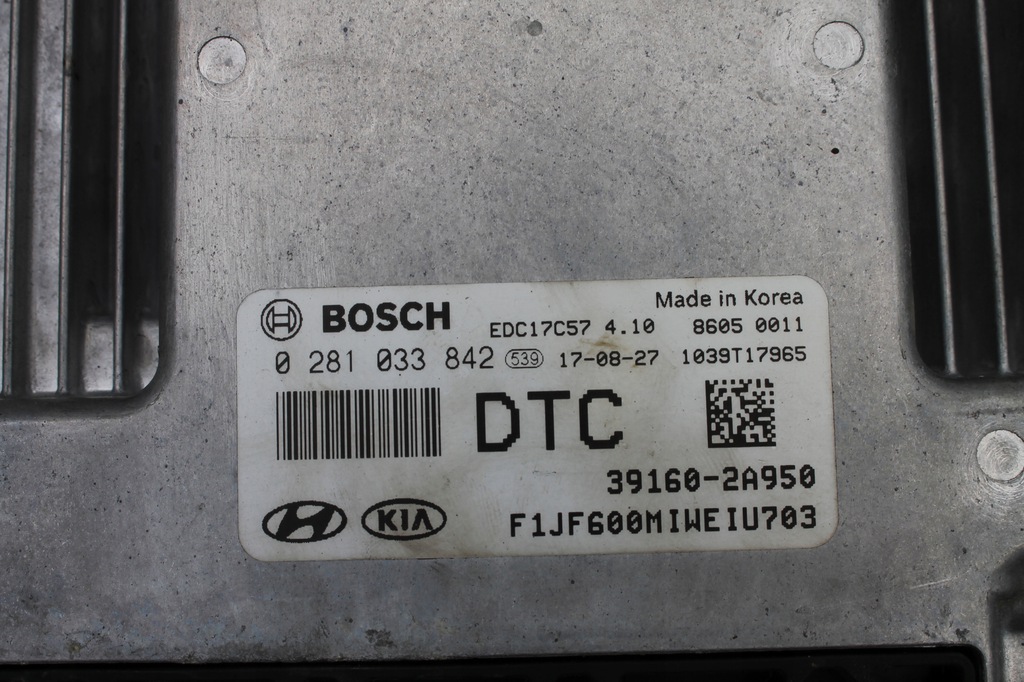 BOSCH
Made in Korea
EDC17C57 4.10 8605 0011
0 281 033 842 539 17-08-27 1039T17965
DTC
39160-2A950
KIA
F1JF600MIWEIU703